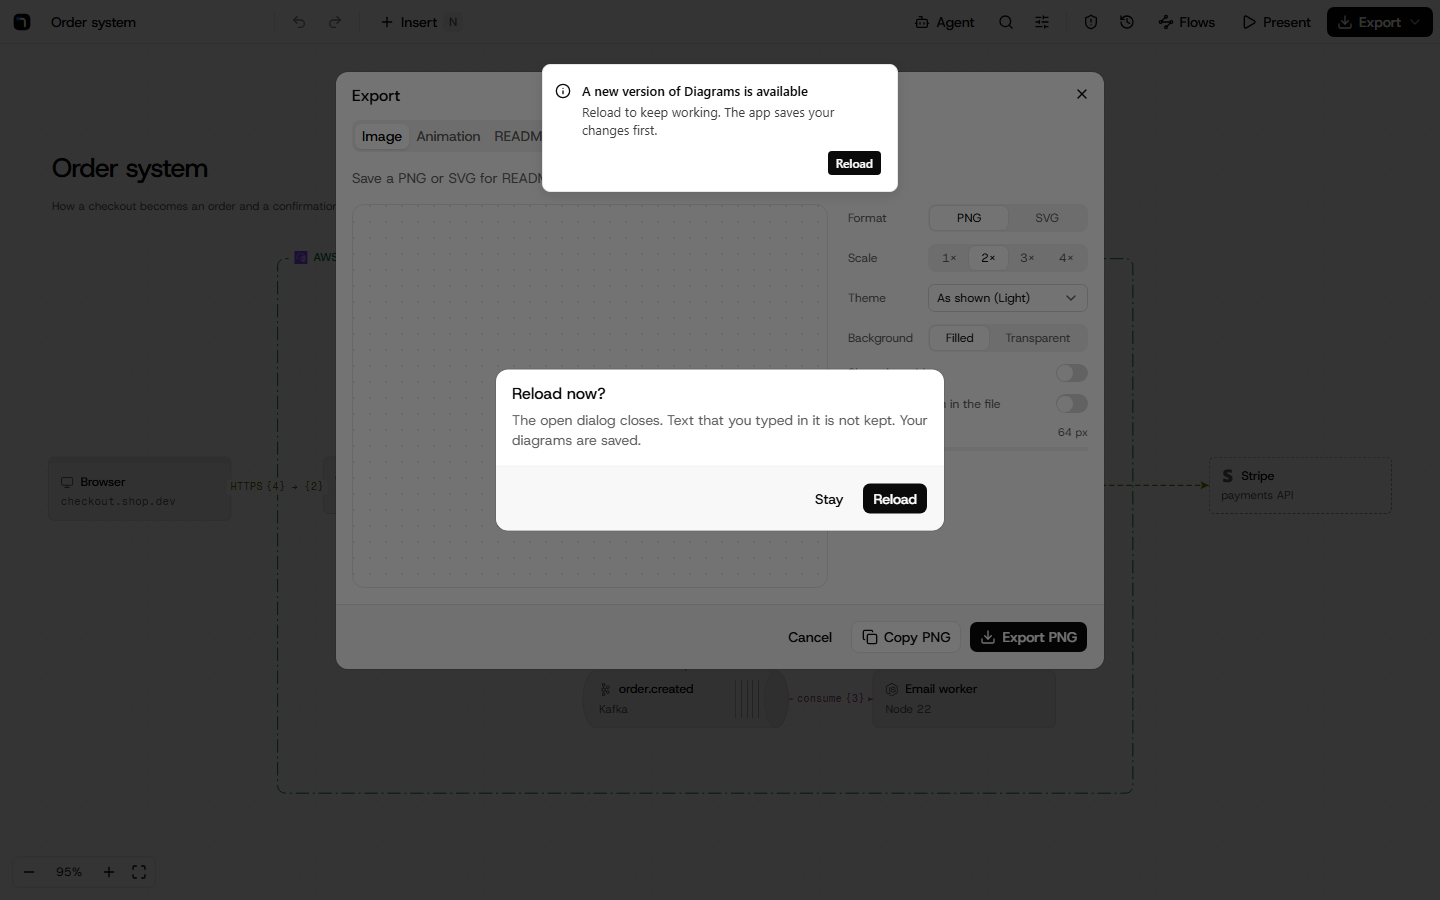 Order system
Insert N
Agent
Flows
Present
Export
A new version of Diagrams is available
Reload to keep working. The app saves your
changes first.
Reload
Export
Image Animation README
Save a PNG or SVG for
Order system
How a checkout becomes an order and a
AWS
Format PNG SVG
Scale 1× 2× 3× 4×
Theme As shown (Light)
Background Filled Transparent
in the file
64 px
Reload now?
The open dialog closes. Text that you typed in it is not kept. Your
diagrams are saved.
Stay Reload
Browser
checkout.shop.dev
HTTPS {4} + {2}
Stripe
payments API
Cancel Copy PNG Export PNG
order.created
Kafka
consume {3}
Email worker
Node 22
95%